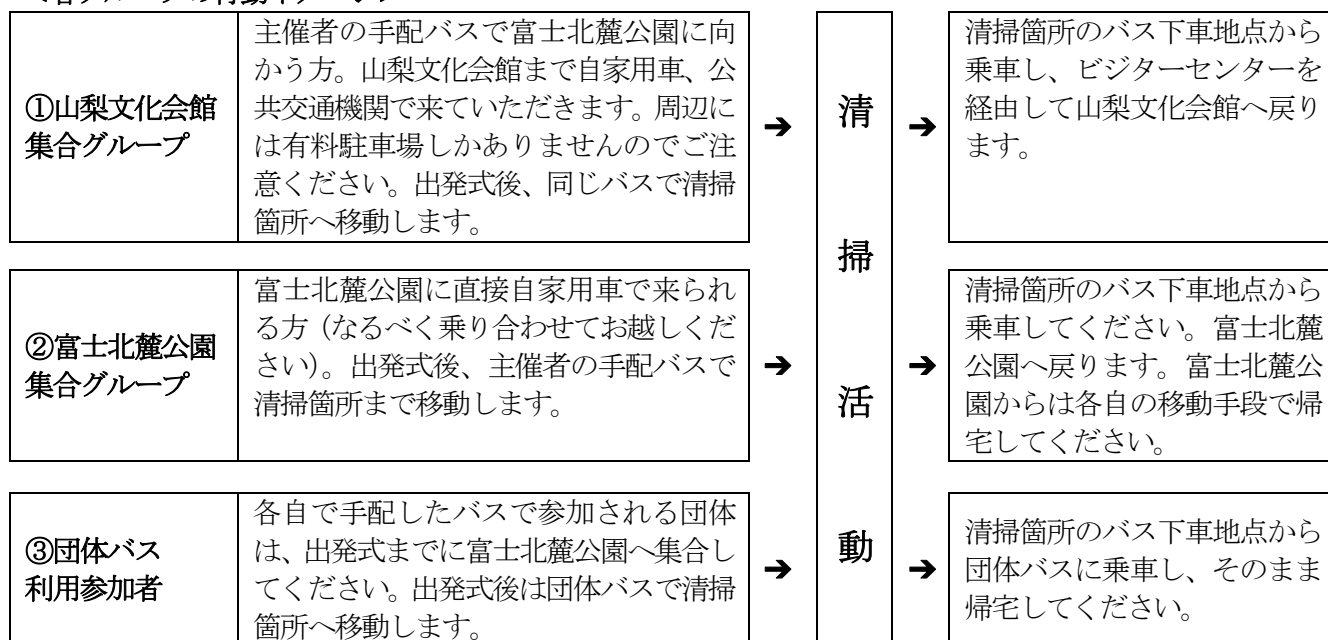 ①山梨文化会館
集合グループ
主催者の手配バスで富士北麓公園に向
かう方。山梨文化会館まで自家用車、公
共交通機関で来ていただきます。周辺に
は有料駐車場しかありませんのでご注
意ください。出発式後、同じバスで清掃
箇所へ移動します。
➔
清
掃
活
動
➔
清掃箇所のバス下車地点から
乗車し、ビジターセンターを
経由して山梨文化会館へ戻り
ます。
②富士北麓公園
集合グループ
富士北麓公園に直接自家用車で来られ
る方（なるべく乗り合わせてお越しくだ
さい）。出発式後、主催者の手配バスで
清掃箇所まで移動します。
➔
➔
清掃箇所のバス下車地点から
乗車してください。富士北麓
公園へ戻ります。富士北麓公
園からは各自の移動手段で帰
宅してください。
③団体バス
利用参加者
各自で手配したバスで参加される団体
は、出発式までに富士北麓公園へ集合し
てください。出発式後は団体バスで清掃
箇所へ移動します。
➔
➔
清掃箇所のバス下車地点から
団体バスに乗車し、そのまま
帰宅してください。